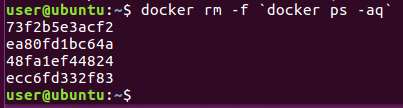 user@ubuntu:~$ docker rm -f `docker ps -aq`
73f2b5e3acf2
ea80fd1bc64a
48fa1ef44824
ecc6fd332f83
user@ubuntu:~$